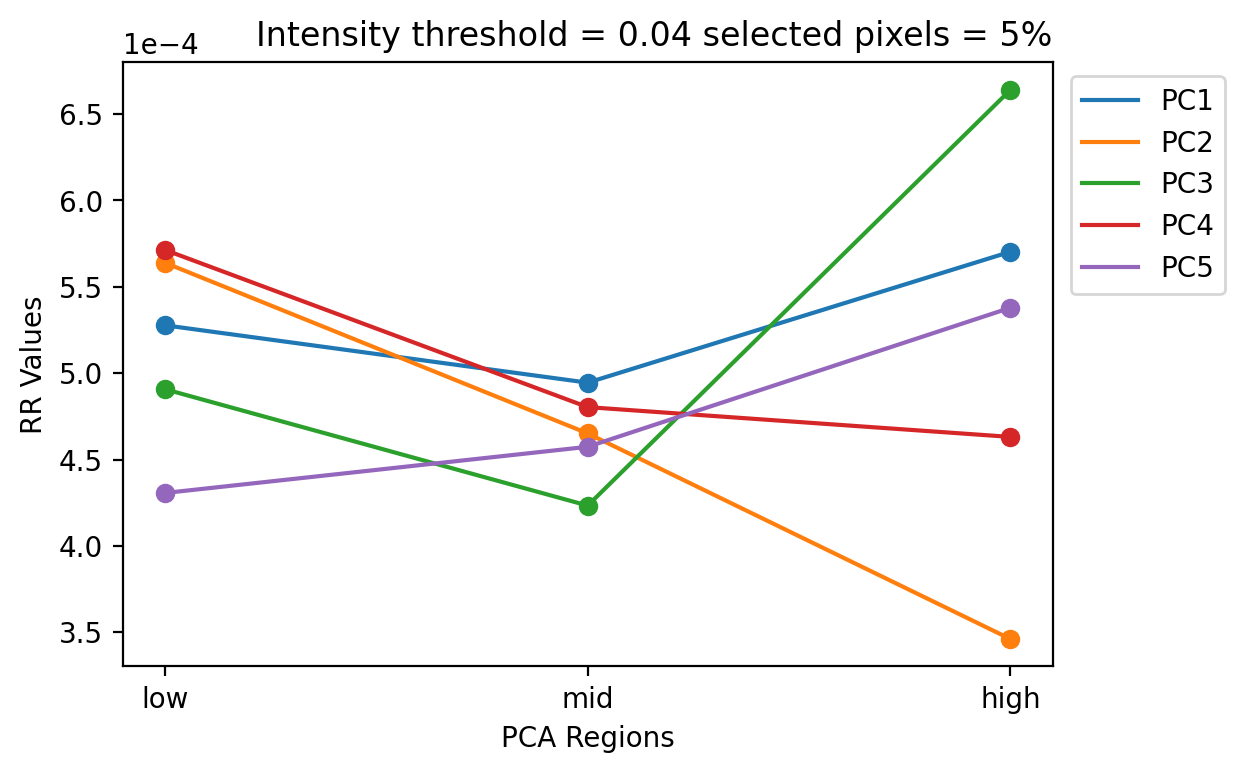 Intensity threshold = 0.04 selected pixels = 5%
1e−4
6.5
6.0
5.5
5.0
4.5
4.0
3.5
RR Values
low mid high
PCA Regions
PC1
PC2
PC3
PC4
PC5